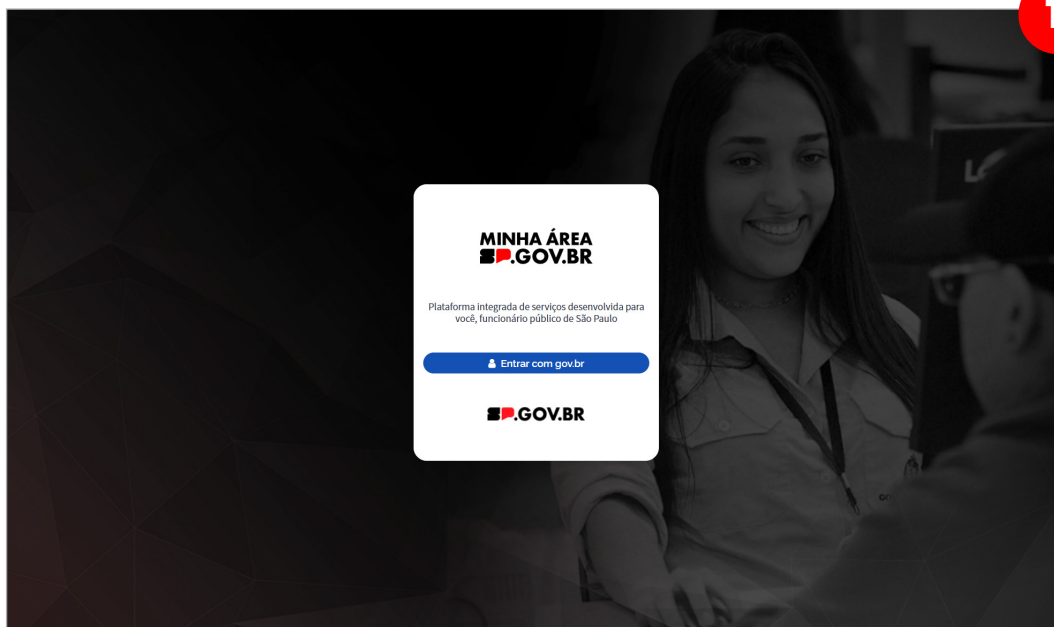 MINHA ÁREA
SP.GOV.BR
Plataforma integrada de serviços desenvolvida para
você, funcionário público de São Paulo
Entrar com gov.br
SP.GOV.BR